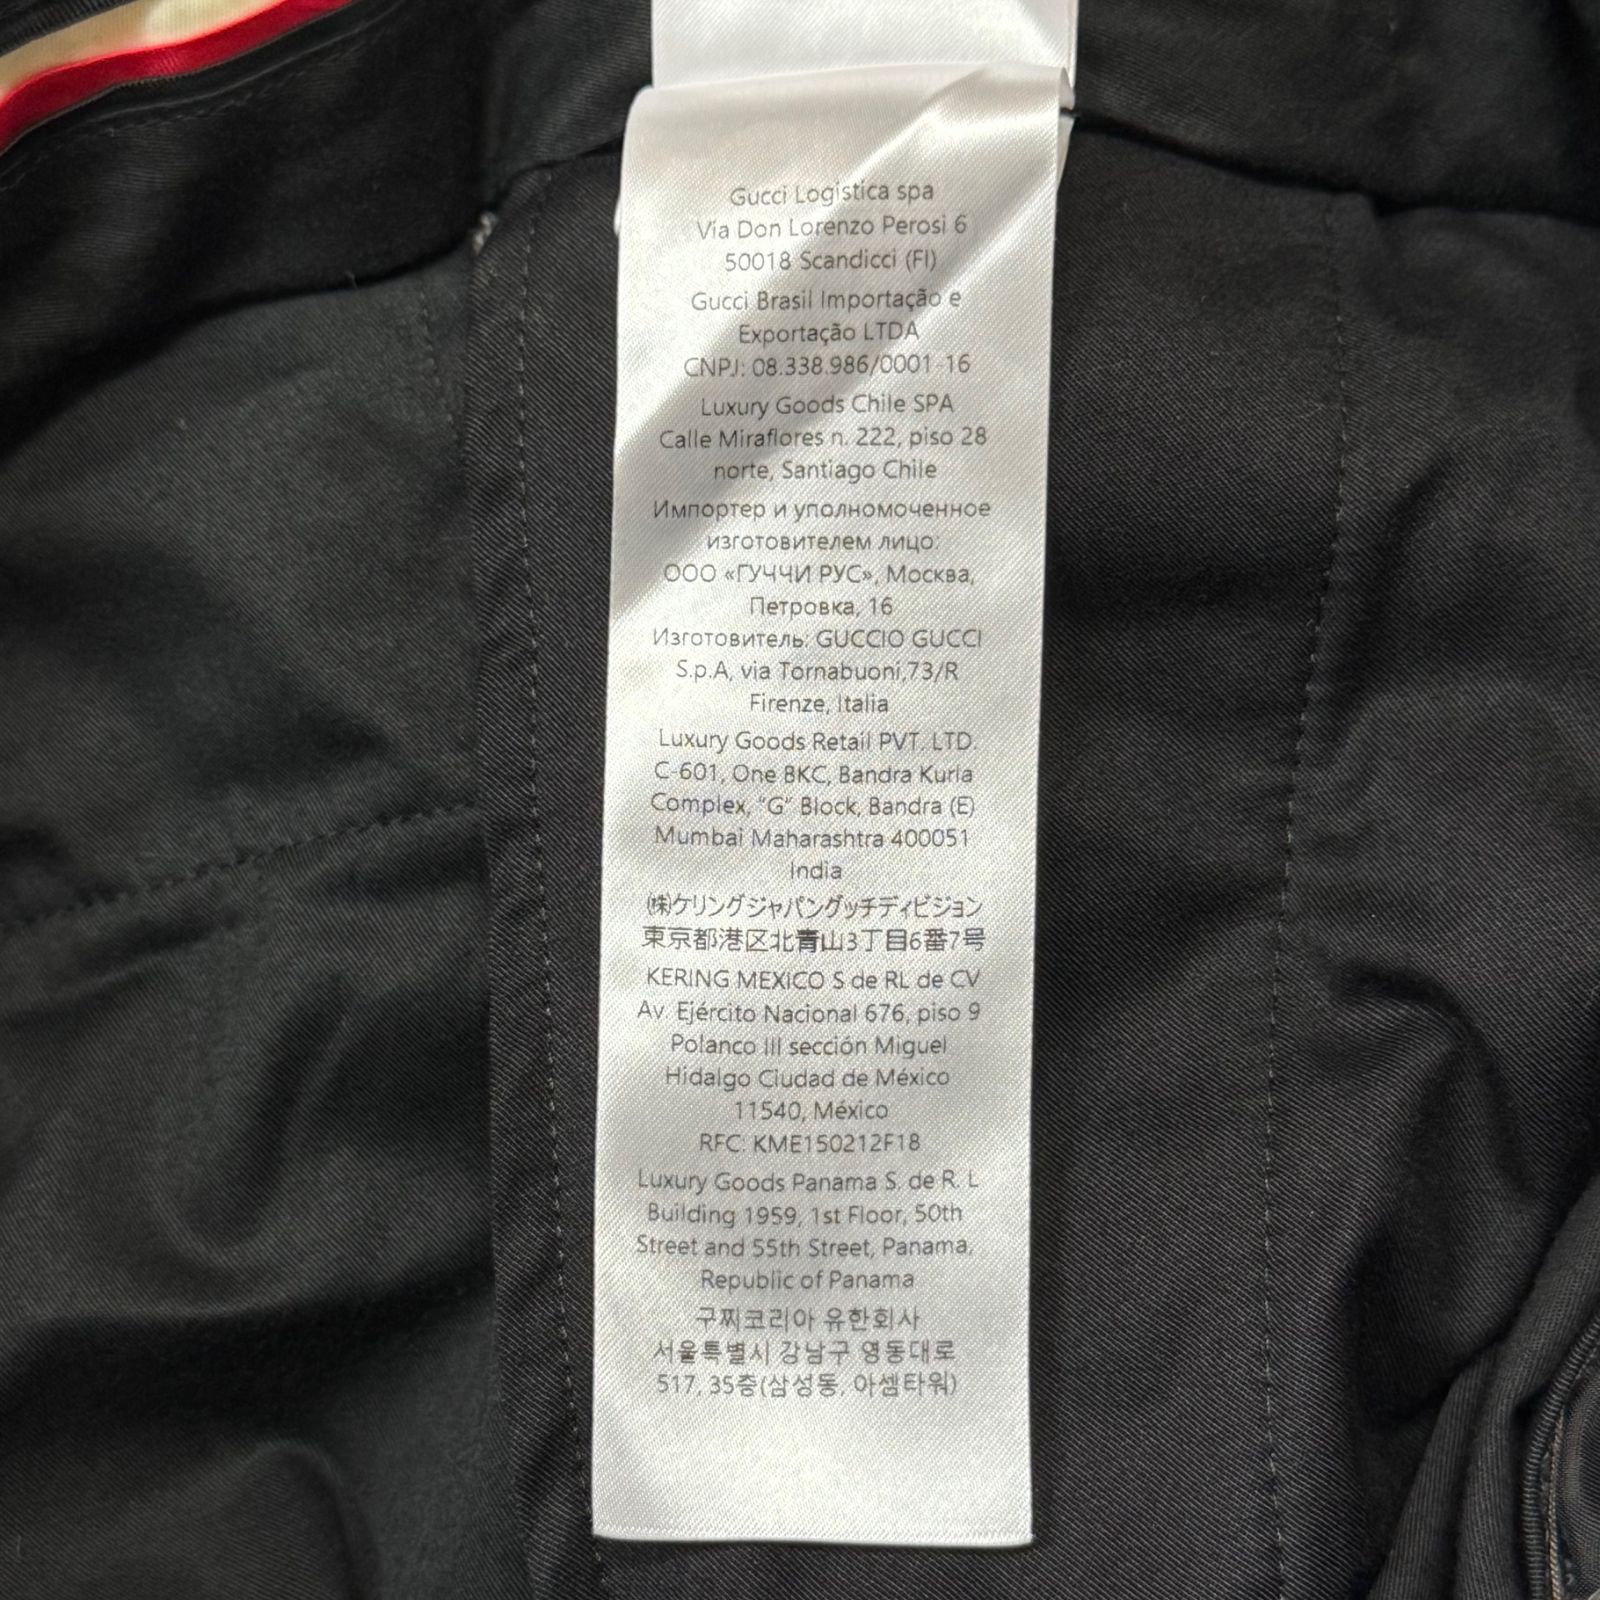 Gucci Logistica spa
Via Don Lorenzo Perosi 6
50018 Scandicci (FI)
Gucci Brasil Importação e
Exportação LTDA
CNPJ: 08.338.986/0001-16
Luxury Goods Chile SPA
Calle Miraflores n. 222, piso 28
norte, Santiago Chile
Импортер и уполномоченное
изготовителем лицо:
ООО «ГУЧЧИ РУС», Москва,
Петровка, 16
Изготовитель: GUCCIO GUCCI
S.p.A, via Tornabuoni,73/R
Firenze, Italia
Luxury Goods Retail PVT. LTD.
C-601, One BKC, Bandra Kurla
Complex, "G" Block, Bandra (E)
Mumbai Maharashtra 400051
India
(株)ケリングジャパングッチディビジョン
東京都港区北青山3丁目6番7号
KERING MEXICO S de RL de CV
Av. Ejército Nacional 676, piso 9
Polanco III sección Miguel
Hidalgo Ciudad de México
11540, México
RFC: KME150212F18
Luxury Goods Panama S. de R. L
Building 1959, 1st Floor, 50th
Street and 55th Street, Panama,
Republic of Panama
구찌코리아 유한회사
서울특별시 강남구 영동대로
517, 35층(삼성동, 아셈타워)